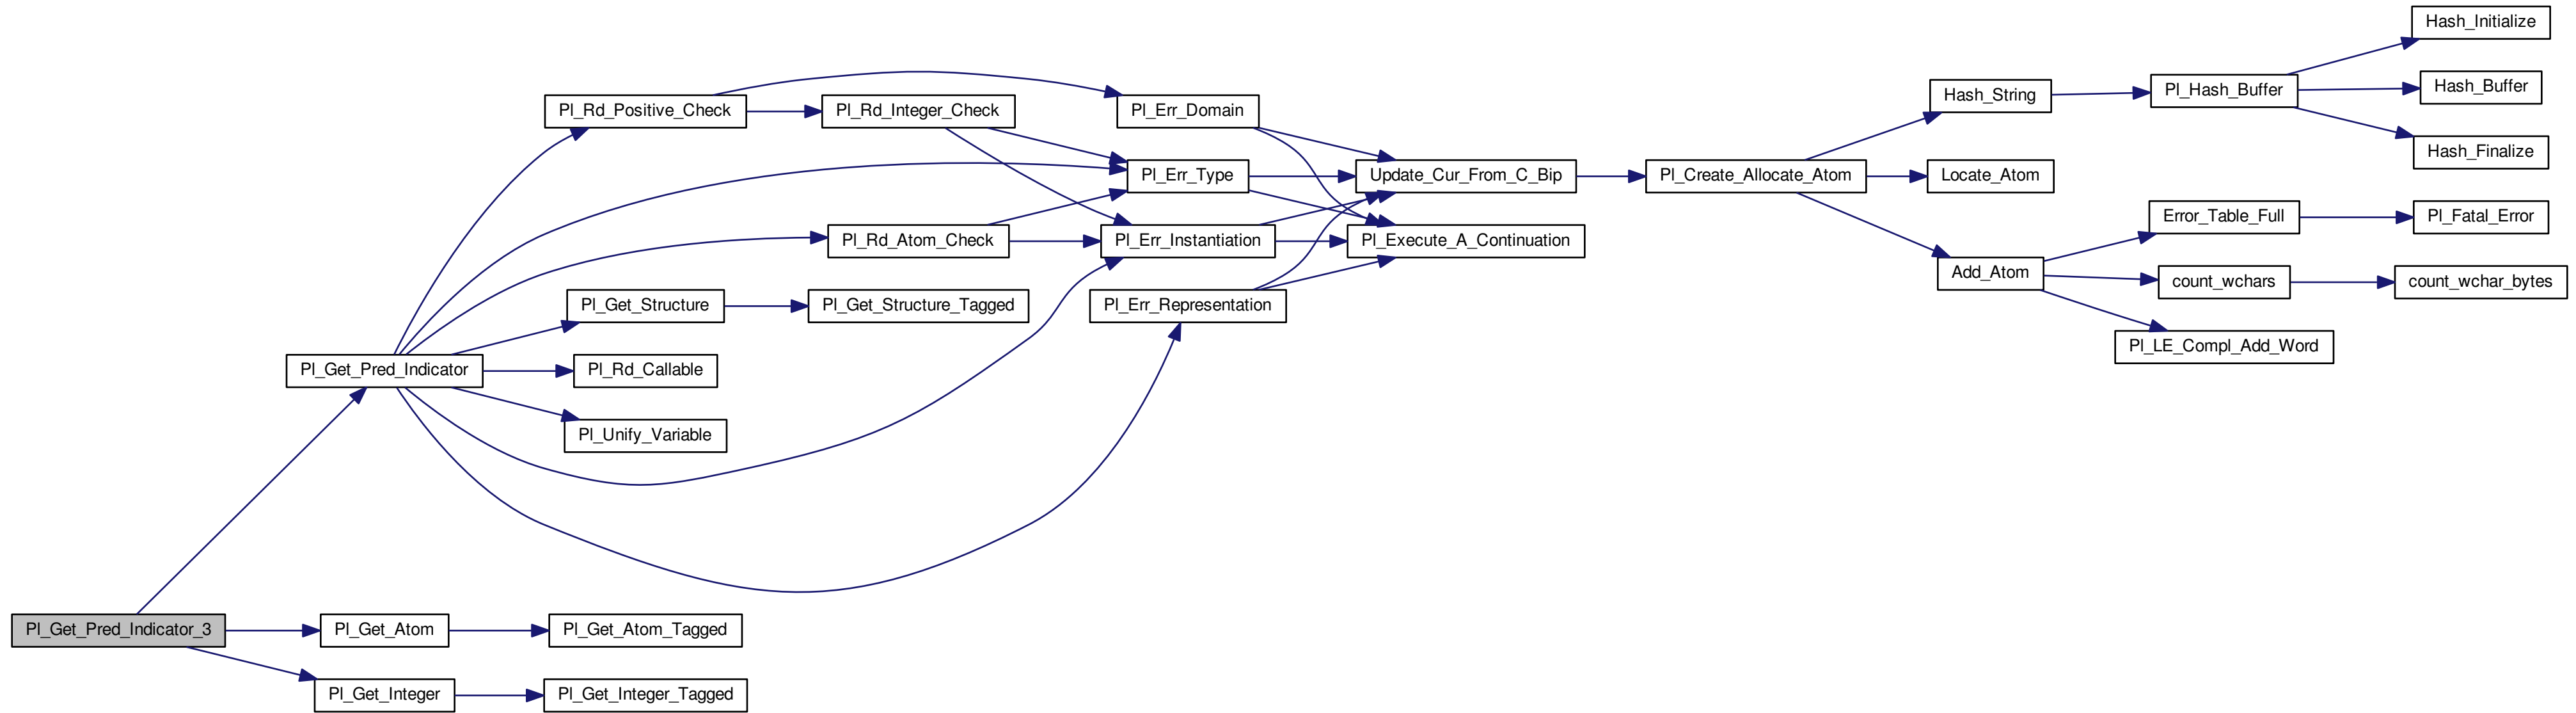 Hash_Initialize
Hash_Buffer
Hash_Finalize
Pl_Rd_Positive_Check
Pl_Rd_Integer_Check
Pl_Err_Domain
Hash_String
Pl_Hash_Buffer
Pl_Err_Type
Update_Cur_From_C_Bip
Pl_Create_Allocate_Atom
Locate_Atom
Pl_Rd_Atom_Check
Pl_Err_Instantiation
Pl_Execute_A_Continuation
Error_Table_Full
Pl_Fatal_Error
Pl_Get_Structure
Pl_Get_Structure_Tagged
Pl_Err_Representation
Add_Atom
count_wchars
count_wchar_bytes
Pl_LE_Compl_Add_Word
Pl_Get_Pred_Indicator
Pl_Rd_Callable
Pl_Unify_Variable
Pl_Get_Pred_Indicator_3
Pl_Get_Atom
Pl_Get_Atom_Tagged
Pl_Get_Integer
Pl_Get_Integer_Tagged